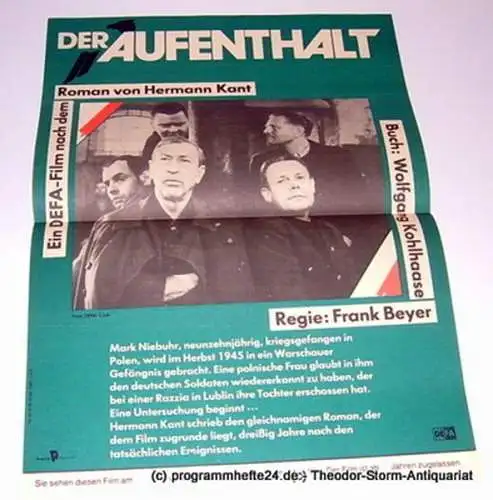 DER AUFENTHALT
Roman von Hermann Kant
Ein DEFA-Film nach dem
Buch: Wolfgang Kohlhaase
Regie: Frank Beyer
Mark Niebuhr, neunzehnjährig, kriegsgefangen in
Polen, wird im Herbst 1945 in ein Warschauer
Gefängnis gebracht. Eine polnische Frau glaubt in ihm
den deutschen Soldaten wiedererkannt zu haben, der
bei einer Razzia in Lublin ihre Tochter erschossen hat.
Eine Untersuchung beginnt ...
Hermann Kant schrieb den gleichnamigen Roman, der
dem Film zugrunde liegt, dreißig Jahre nach den
tatsächlichen Ereignissen.
DEFA
Sie sehen diesen Film am
Der Film ist ab
Jahren zugelassen
(c) programmhefte24.de - Theodor-Storm-Antiquariat